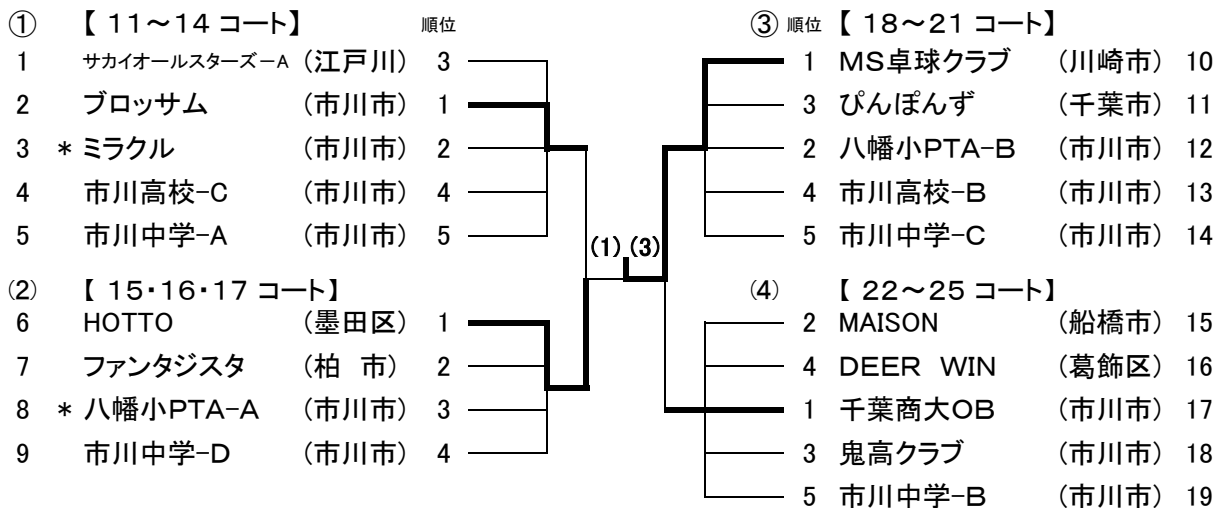 ① 【 11～14 コート】 順位
1 サカイオールスターズ－A (江戸川) 3
2 ブロッサム (市川市) 1
3 * ミラクル (市川市) 2
4 市川高校-C (市川市) 4
5 市川中学-A (市川市) 5
(2) 【 15・16・17 コート】
6 HOTTO (墨田区) 1
7 ファンタジスタ (柏 市) 2
8 * 八幡小PTA-A (市川市) 3
9 市川中学-D (市川市) 4
(1) (3)
③ 順位 【 18～21 コート】
1 MS卓球クラブ (川崎市) 10
3 ぴんぽんず (千葉市) 11
2 八幡小PTA-B (市川市) 12
4 市川高校-B (市川市) 13
5 市川中学-C (市川市) 14
(4) 【 22～25 コート】
2 MAISON (船橋市) 15
4 DEER WIN (葛飾区) 16
1 千葉商大OB (市川市) 17
3 鬼高クラブ (市川市) 18
5 市川中学-B (市川市) 19